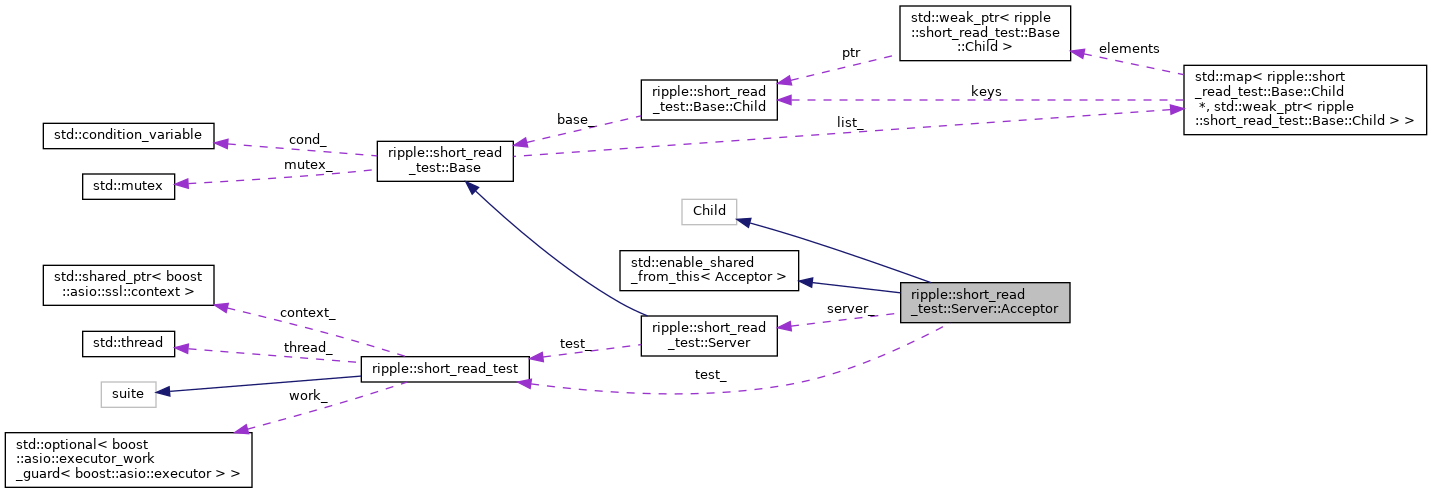 std::weak_ptr< ripple
::short_read_test::Base
::Child >
elements
ptr
std::map< ripple::short
_read_test::Base::Child
*, std::weak_ptr< ripple
::short_read_test::Base::Child > >
ripple::short_read
_test::Base::Child
keys
base_
list_
std::condition_variable
cond_
ripple::short_read
_test::Base
mutex_
std::mutex
Child
std::enable_shared
_from_this< Acceptor >
std::shared_ptr< boost
::asio::ssl::context >
ripple::short_read
_test::Server::Acceptor
context_
server_
ripple::short_read
_test::Server
std::thread
thread_
test_
ripple::short_read_test
test_
suite
work_
std::optional< boost
::asio::executor_work
_guard< boost::asio::executor > >